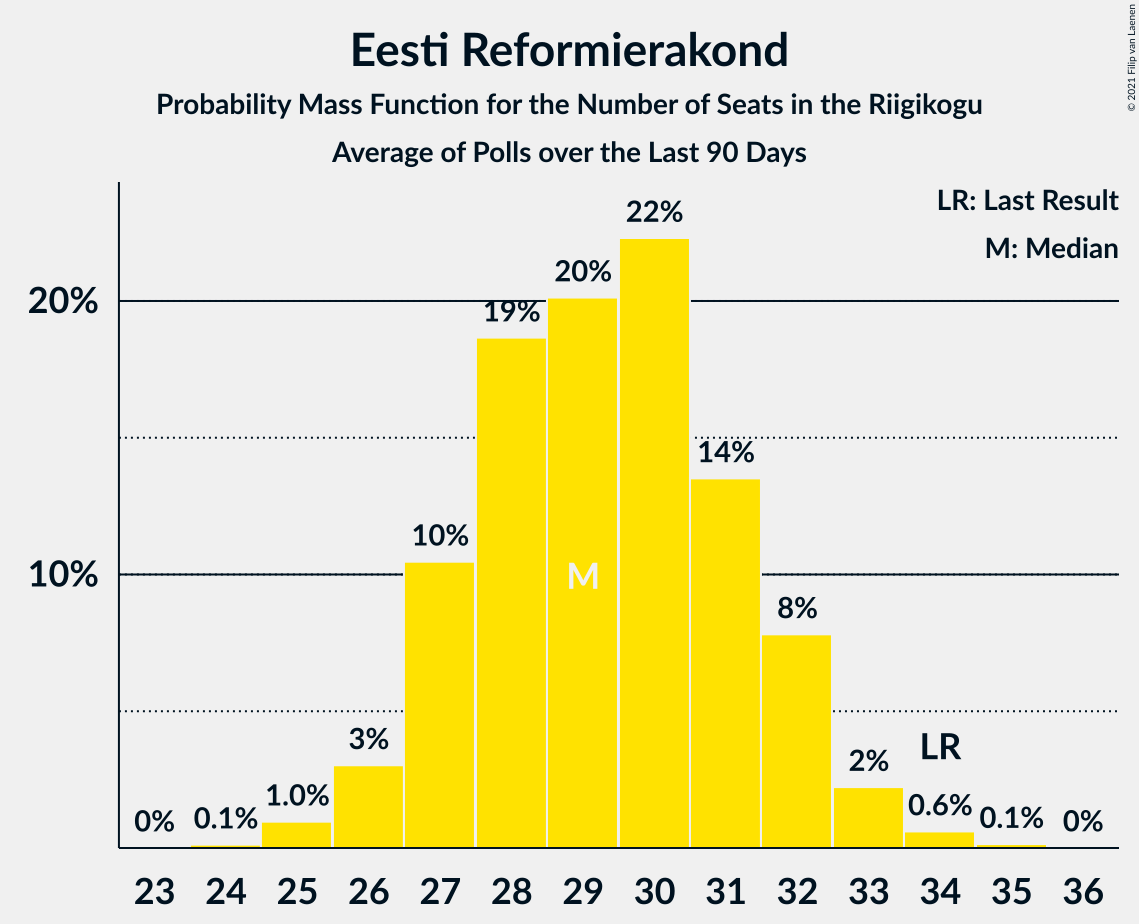 Eesti Reformierakond
Probability Mass Function for the Number of Seats in the Riigikogu
Average of Polls over the Last 90 Days
© 2021 Filip van Laenen
LR: Last Result
M: Median
20%
10%
0%
0.1%
1.0%
3%
10%
19%
20%
22%
14%
8%
2%
0.6%
0.1%
0%
M
LR
23 24 25 26 27 28 29 30 31 32 33 34 35 36